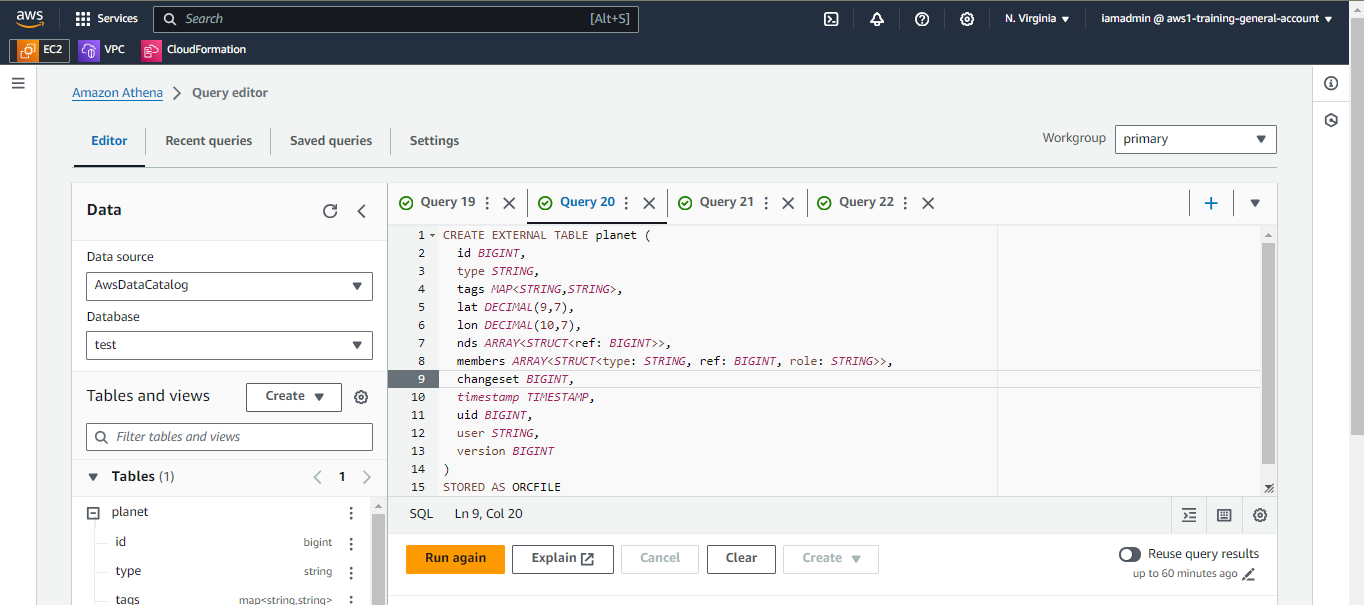 aws Services Search [Alt+S] N. Virginia iamadmin @ aws1-training-general-account
EC2 VPC CloudFormation
Amazon Athena Query editor
Editor Recent queries Saved queries Settings Workgroup primary
Data
Data source
AwsDataCatalog
Database
test
Tables and views Create
Filter tables and views
Tables (1) 1
planet
id bigint
type string
tags map<string,string>
Query 19 Query 20 Query 21 Query 22
1 CREATE EXTERNAL TABLE planet (
2 id BIGINT,
3 type STRING,
4 tags MAP<STRING,STRING>,
5 lat DECIMAL(9,7),
6 lon DECIMAL(10,7),
7 nds ARRAY<STRUCT<ref: BIGINT>>,
8 members ARRAY<STRUCT<type: STRING, ref: BIGINT, role: STRING>>,
9 changeset BIGINT,
10 timestamp TIMESTAMP,
11 uid BIGINT,
12 user STRING,
13 version BIGINT
14 )
15 STORED AS ORCFILE
SQL Ln 9, Col 20
Run again Explain Cancel Clear Create Reuse query results
up to 60 minutes ago